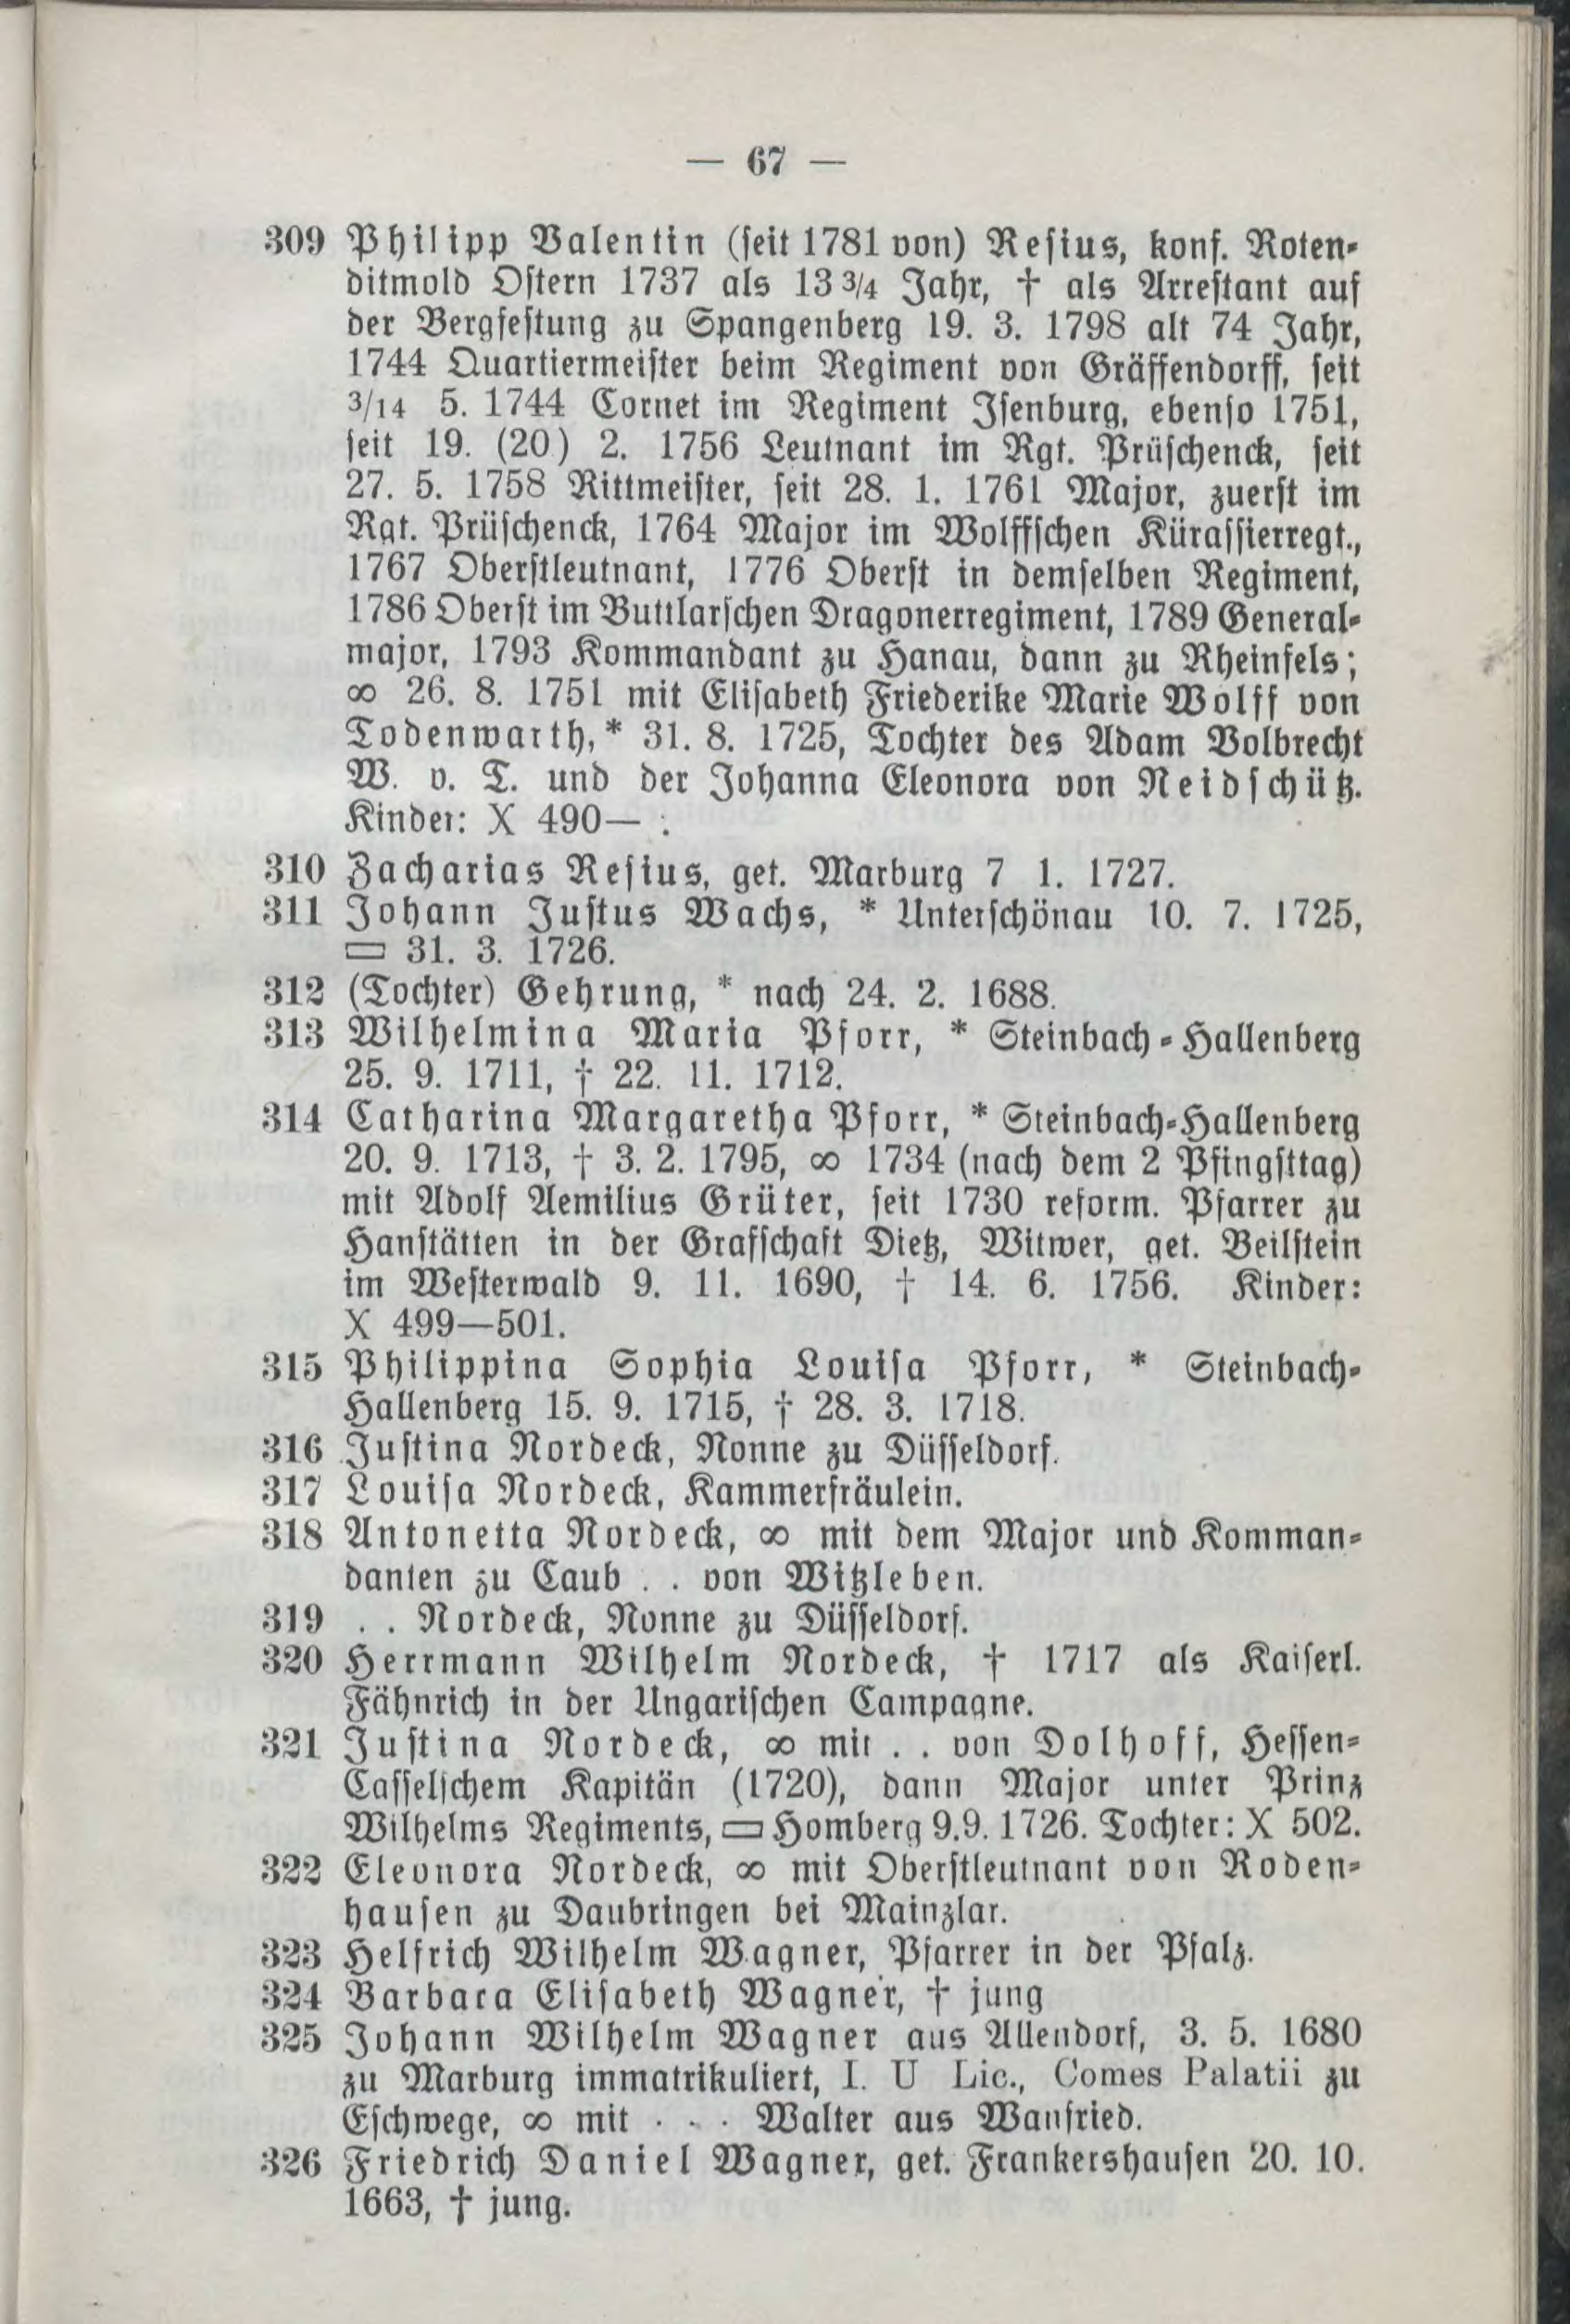 — 67 —
309 Philipp Valentin (seit 1781 von) Resius, konf. Roten-
ditmold Ostern 1737 als 13 3/4 Jahr, † als Arrestant auf
der Bergfestung zu Spangenberg 19. 3. 1798 alt 74 Jahr,
1744 Quartiermeister beim Regiment von Gräffendorff, seit
3/14 5. 1744 Cornet im Regiment Isenburg, ebenso 1751,
seit 19. (20) 2. 1756 Leutnant im Rgt. Prüschenck, seit
27. 5. 1758 Rittmeister, seit 28. 1. 1761 Major, zuerst im
Rgt. Prüschenck, 1764 Major im Wolffschen Kürassierregt.,
1767 Oberstleutnant, 1776 Oberst in demselben Regiment,
1786 Oberst im Buttlarschen Dragonerregiment, 1789 General-
major, 1793 Kommandant zu Hanau, dann zu Rheinfels;
∞ 26. 8. 1751 mit Elisabeth Friederike Marie Wolff von
Todenwarth, * 31. 8. 1725, Tochter des Adam Volbrecht
W. v. T. und der Johanna Eleonora von Neidschütz.
Kinder: X 490— .
310 Zacharias Resius, get. Marburg 7 1. 1727.
311 Johann Justus Wachs, * Unterschönau 10. 7. 1725,
▭ 31. 3. 1726.
312 (Tochter) Gehrung, * nach 24. 2. 1688.
313 Wilhelmina Maria Pforr, * Steinbach-Hallenberg
25. 9. 1711, † 22. 11. 1712.
314 Catharina Margaretha Pforr, * Steinbach-Hallenberg
20. 9. 1713, † 3. 2. 1795, ∞ 1734 (nach dem 2 Pfingsttag)
mit Adolf Aemilius Grüter, seit 1730 reform. Pfarrer zu
Hanstätten in der Grafschaft Dietz, Witwer, get. Beilstein
im Westerwald 9. 11. 1690, † 14. 6. 1756. Kinder:
X 499—501.
315 Philippina Sophia Louisa Pforr, * Steinbach-
Hallenberg 15. 9. 1715, † 28. 3. 1718.
316 Justina Nordeck, Nonne zu Düsseldorf.
317 Louisa Nordeck, Kammerfräulein.
318 Antonetta Nordeck, ∞ mit dem Major und Komman-
danten zu Caub . . von Witzleben.
319 . . Nordeck, Nonne zu Düsseldorf.
320 Herrmann Wilhelm Nordeck, † 1717 als Kaiserl.
Fähnrich in der Ungarischen Campagne.
321 Justina Nordeck, ∞ mit . . von Dolhoff, Hessen-
Casselschem Kapitän (1720), dann Major unter Prinz
Wilhelms Regiments, ▭ Homberg 9.9. 1726. Tochter: X 502.
322 Eleonora Nordeck, ∞ mit Oberstleutnant von Roden-
hausen zu Daubringen bei Mainzlar.
323 Helfrich Wilhelm Wagner, Pfarrer in der Pfalz.
324 Barbara Elisabeth Wagner, † jung
325 Johann Wilhelm Wagner aus Allendorf, 3. 5. 1680
zu Marburg immatrikuliert, I. U Lic., Comes Palatii zu
Eschwege, ∞ mit . . . Walter aus Wanfried.
326 Friedrich Daniel Wagner, get. Frankershausen 20. 10.
1663, † jung.